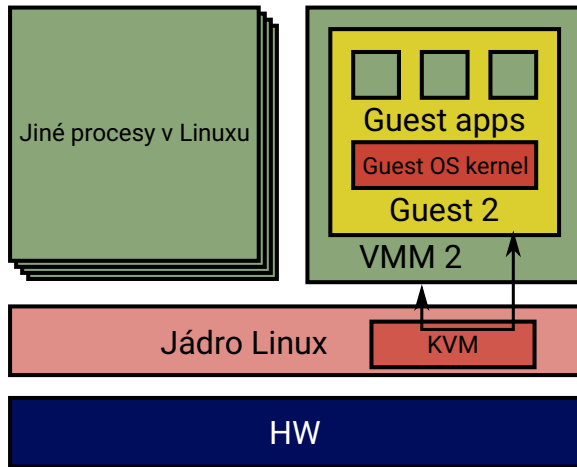 Jiné procesy v Linuxu
Guest apps
Guest OS kernel
Guest 2
VMM 2
Jádro Linux
KVM
HW